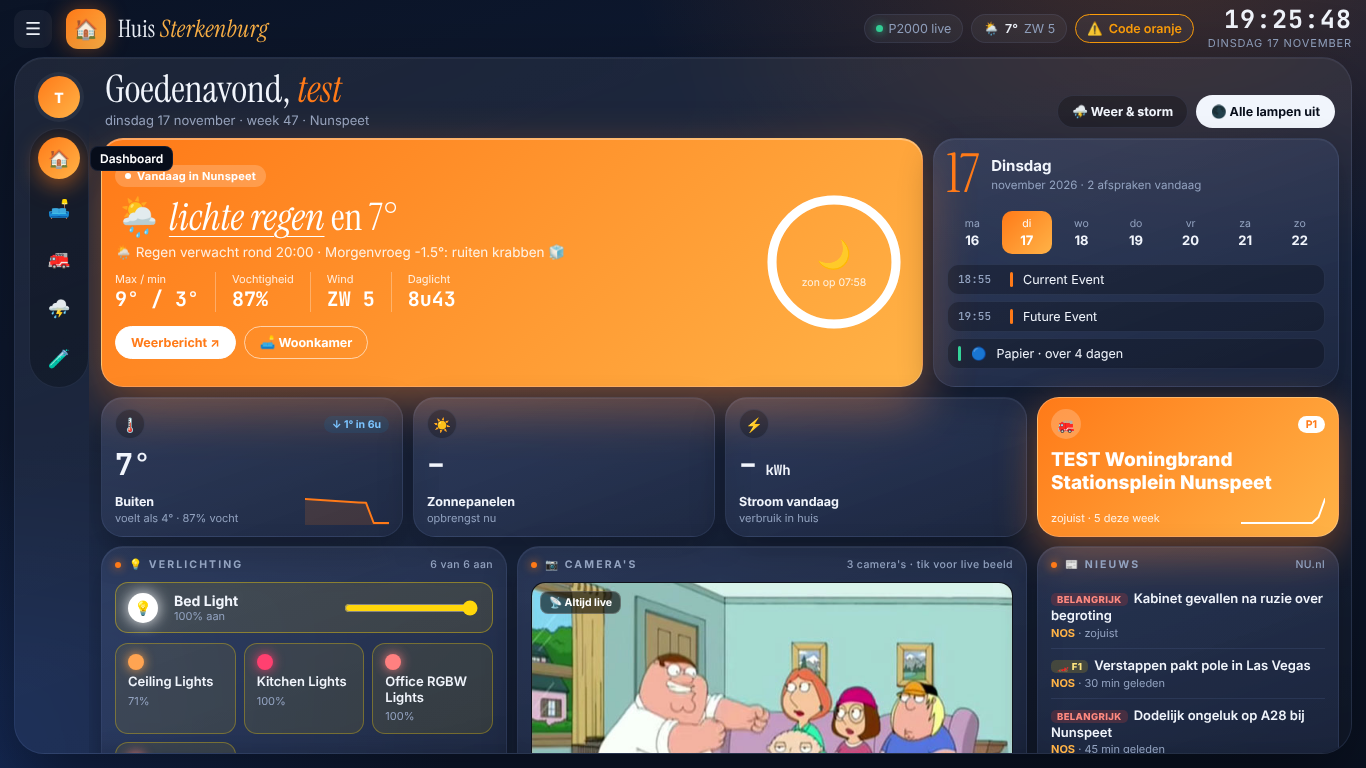 Huis Sterkenburg
P2000 live
7° ZW 5
Code oranje
19:25:48
DINSDAG 17 NOVEMBER
T
Goedenavond, test
dinsdag 17 november · week 47 · Nunspeet
Weer & storm
Alle lampen uit
Dashboard
Vandaag in Nunspeet
lichte regen en 7°
Regen verwacht rond 20:00 · Morgenvroeg -1.5°: ruiten krabben
Max / min
9° / 3°
Vochtigheid
87%
Wind
ZW 5
Daglicht
8u43
zon op 07:58
Weerbericht ↗
Woonkamer
17
Dinsdag
november 2026 · 2 afspraken vandaag
ma di wo do vr za zo
16 17 18 19 20 21 22
18:55 Current Event
19:55 Future Event
Papier · over 4 dagen
↓ 1° in 6u
7°
Buiten
voelt als 4° · 87% vocht
–
Zonnepanelen
opbrengst nu
– kWh
Stroom vandaag
verbruik in huis
P1
TEST Woningbrand
Stationsplein Nunspeet
zojuist · 5 deze week
VERLICHTING
6 van 6 aan
Bed Light
100% aan
Ceiling Lights
71%
Kitchen Lights
100%
Office RGBW
Lights
100%
CAMERA'S
3 camera's · tik voor live beeld
Altijd live
NIEUWS
NU.nl
BELANGRIJK Kabinet gevallen na ruzie over
begroting
NOS · zojuist
F1 Verstappen pakt pole in Las Vegas
NOS · 30 min geleden
BELANGRIJK Dodelijk ongeluk op A28 bij
Nunspeet
NOS · 45 min geleden